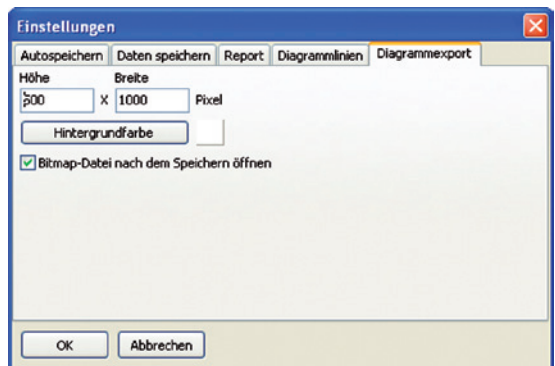 Einstellungen
Autospeichern Daten speichern Report Diagrammlinien Diagrammexport
Höhe Breite
X 1000 Pixel
Hintergrundfarbe
Bitmap-Datei nach dem Speichern öffnen
OK Abbrechen